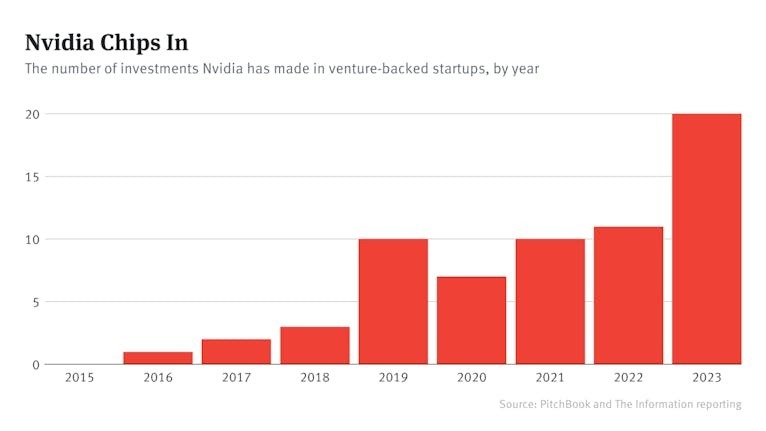 Nvidia Chips In
The number of investments Nvidia has made in venture-backed startups, by year
20
15
10
5
0
2015 2016 2017 2018 2019 2020 2021 2022 2023
Source: PitchBook and The Information reporting